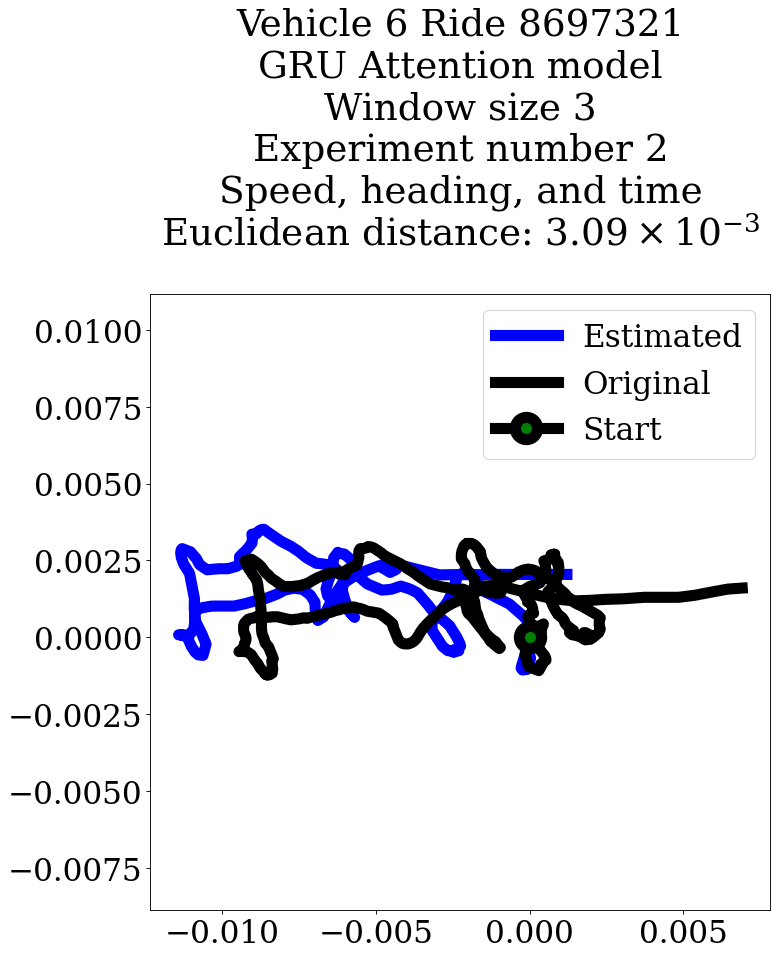 Vehicle 6 Ride 8697321
GRU Attention model
Window size 3
Experiment number 2
Speed, heading, and time
Euclidean distance: 3.09 × 10⁻³
Estimated
Original
Start
0.0100
0.0075
0.0050
0.0025
0.0000
−0.0025
−0.0050
−0.0075
−0.010
−0.005
0.000
0.005